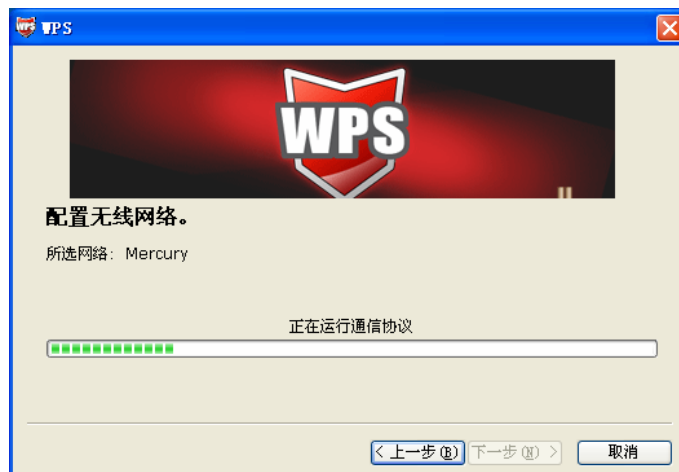 WPS
WPS
配置无线网络。
所选网络: Mercury
正在运行通信协议
< 上一步(B)
下一步(N) >
取消